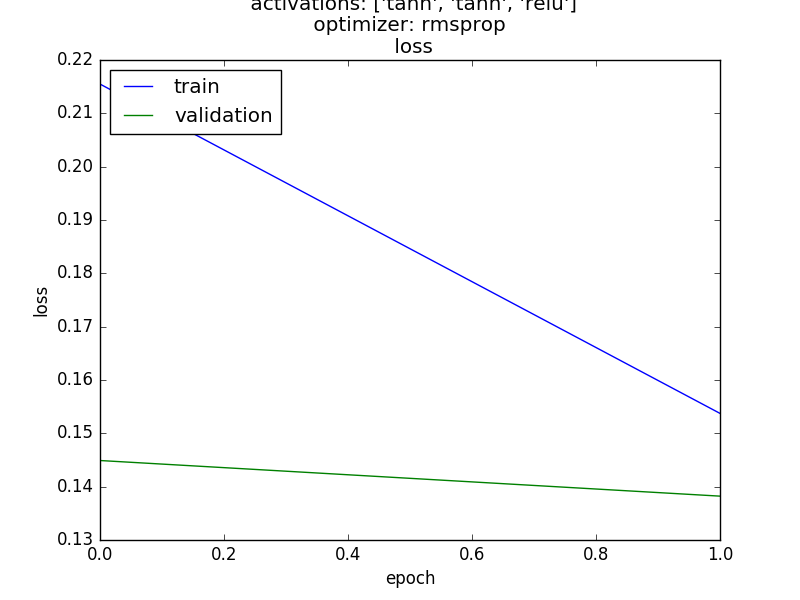 activations: ['tanh', 'tanh', 'relu']
optimizer: rmsprop
loss
0.22
0.21
0.20
0.19
0.18
0.17
0.16
0.15
0.14
0.13
loss
train
validation
0.0 0.2 0.4 0.6 0.8 1.0
epoch